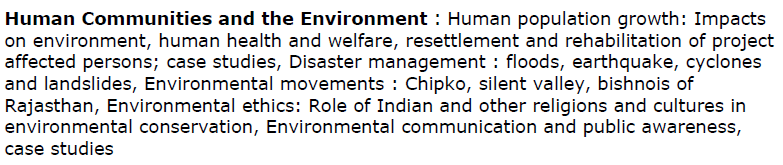 Human Communities and the Environment : Human population growth: Impacts
on environment, human health and welfare, resettlement and rehabilitation of project
affected persons; case studies, Disaster management : floods, earthquake, cyclones
and landslides, Environmental movements : Chipko, silent valley, bishnois of
Rajasthan, Environmental ethics: Role of Indian and other religions and cultures in
environmental conservation, Environmental communication and public awareness,
case studies